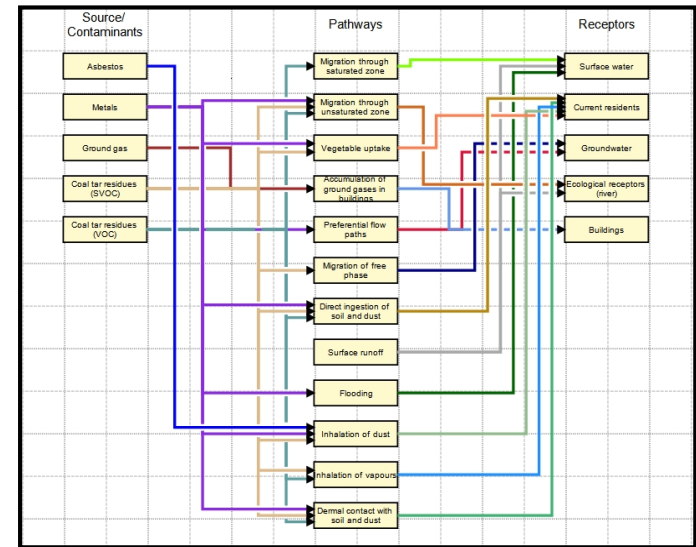 Source/
Contaminants
Pathways
Receptors
Asbestos
Migration through
saturated zone
Surface water
Metals
Migration through
unsaturated zone
Current residents
Ground gas
Vegetable uptake
Groundwater
Coal tar residues
(SVOC)
Accumulation of
ground gases in
buildings
Ecological receptors
(river)
Coal tar residues
(VOC)
Preferential flow
paths
Buildings
Migration of free
phase
Direct ingestion of
soil and dust
Surface runoff
Flooding
Inhalation of dust
Inhalation of vapours
Dermal contact with
soil and dust